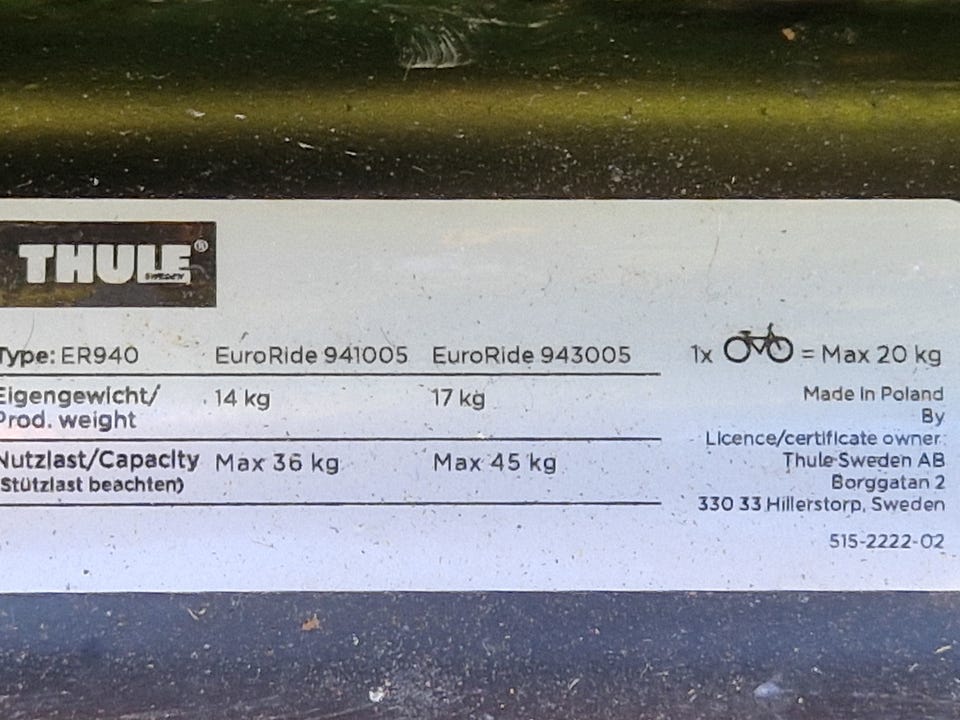 THULE®
SWEDEN
Type: ER940 EuroRide 941005 EuroRide 943005 1x = Max 20 kg
Eigengewicht/
Prod. weight 14 kg 17 kg
Nutzlast/Capacity Max 36 kg Max 45 kg
(Stützlast beachten)
Made in Poland
By
Licence/certificate owner:
Thule Sweden AB
Borggatan 2
330 33 Hillerstorp, Sweden
515-2222-02